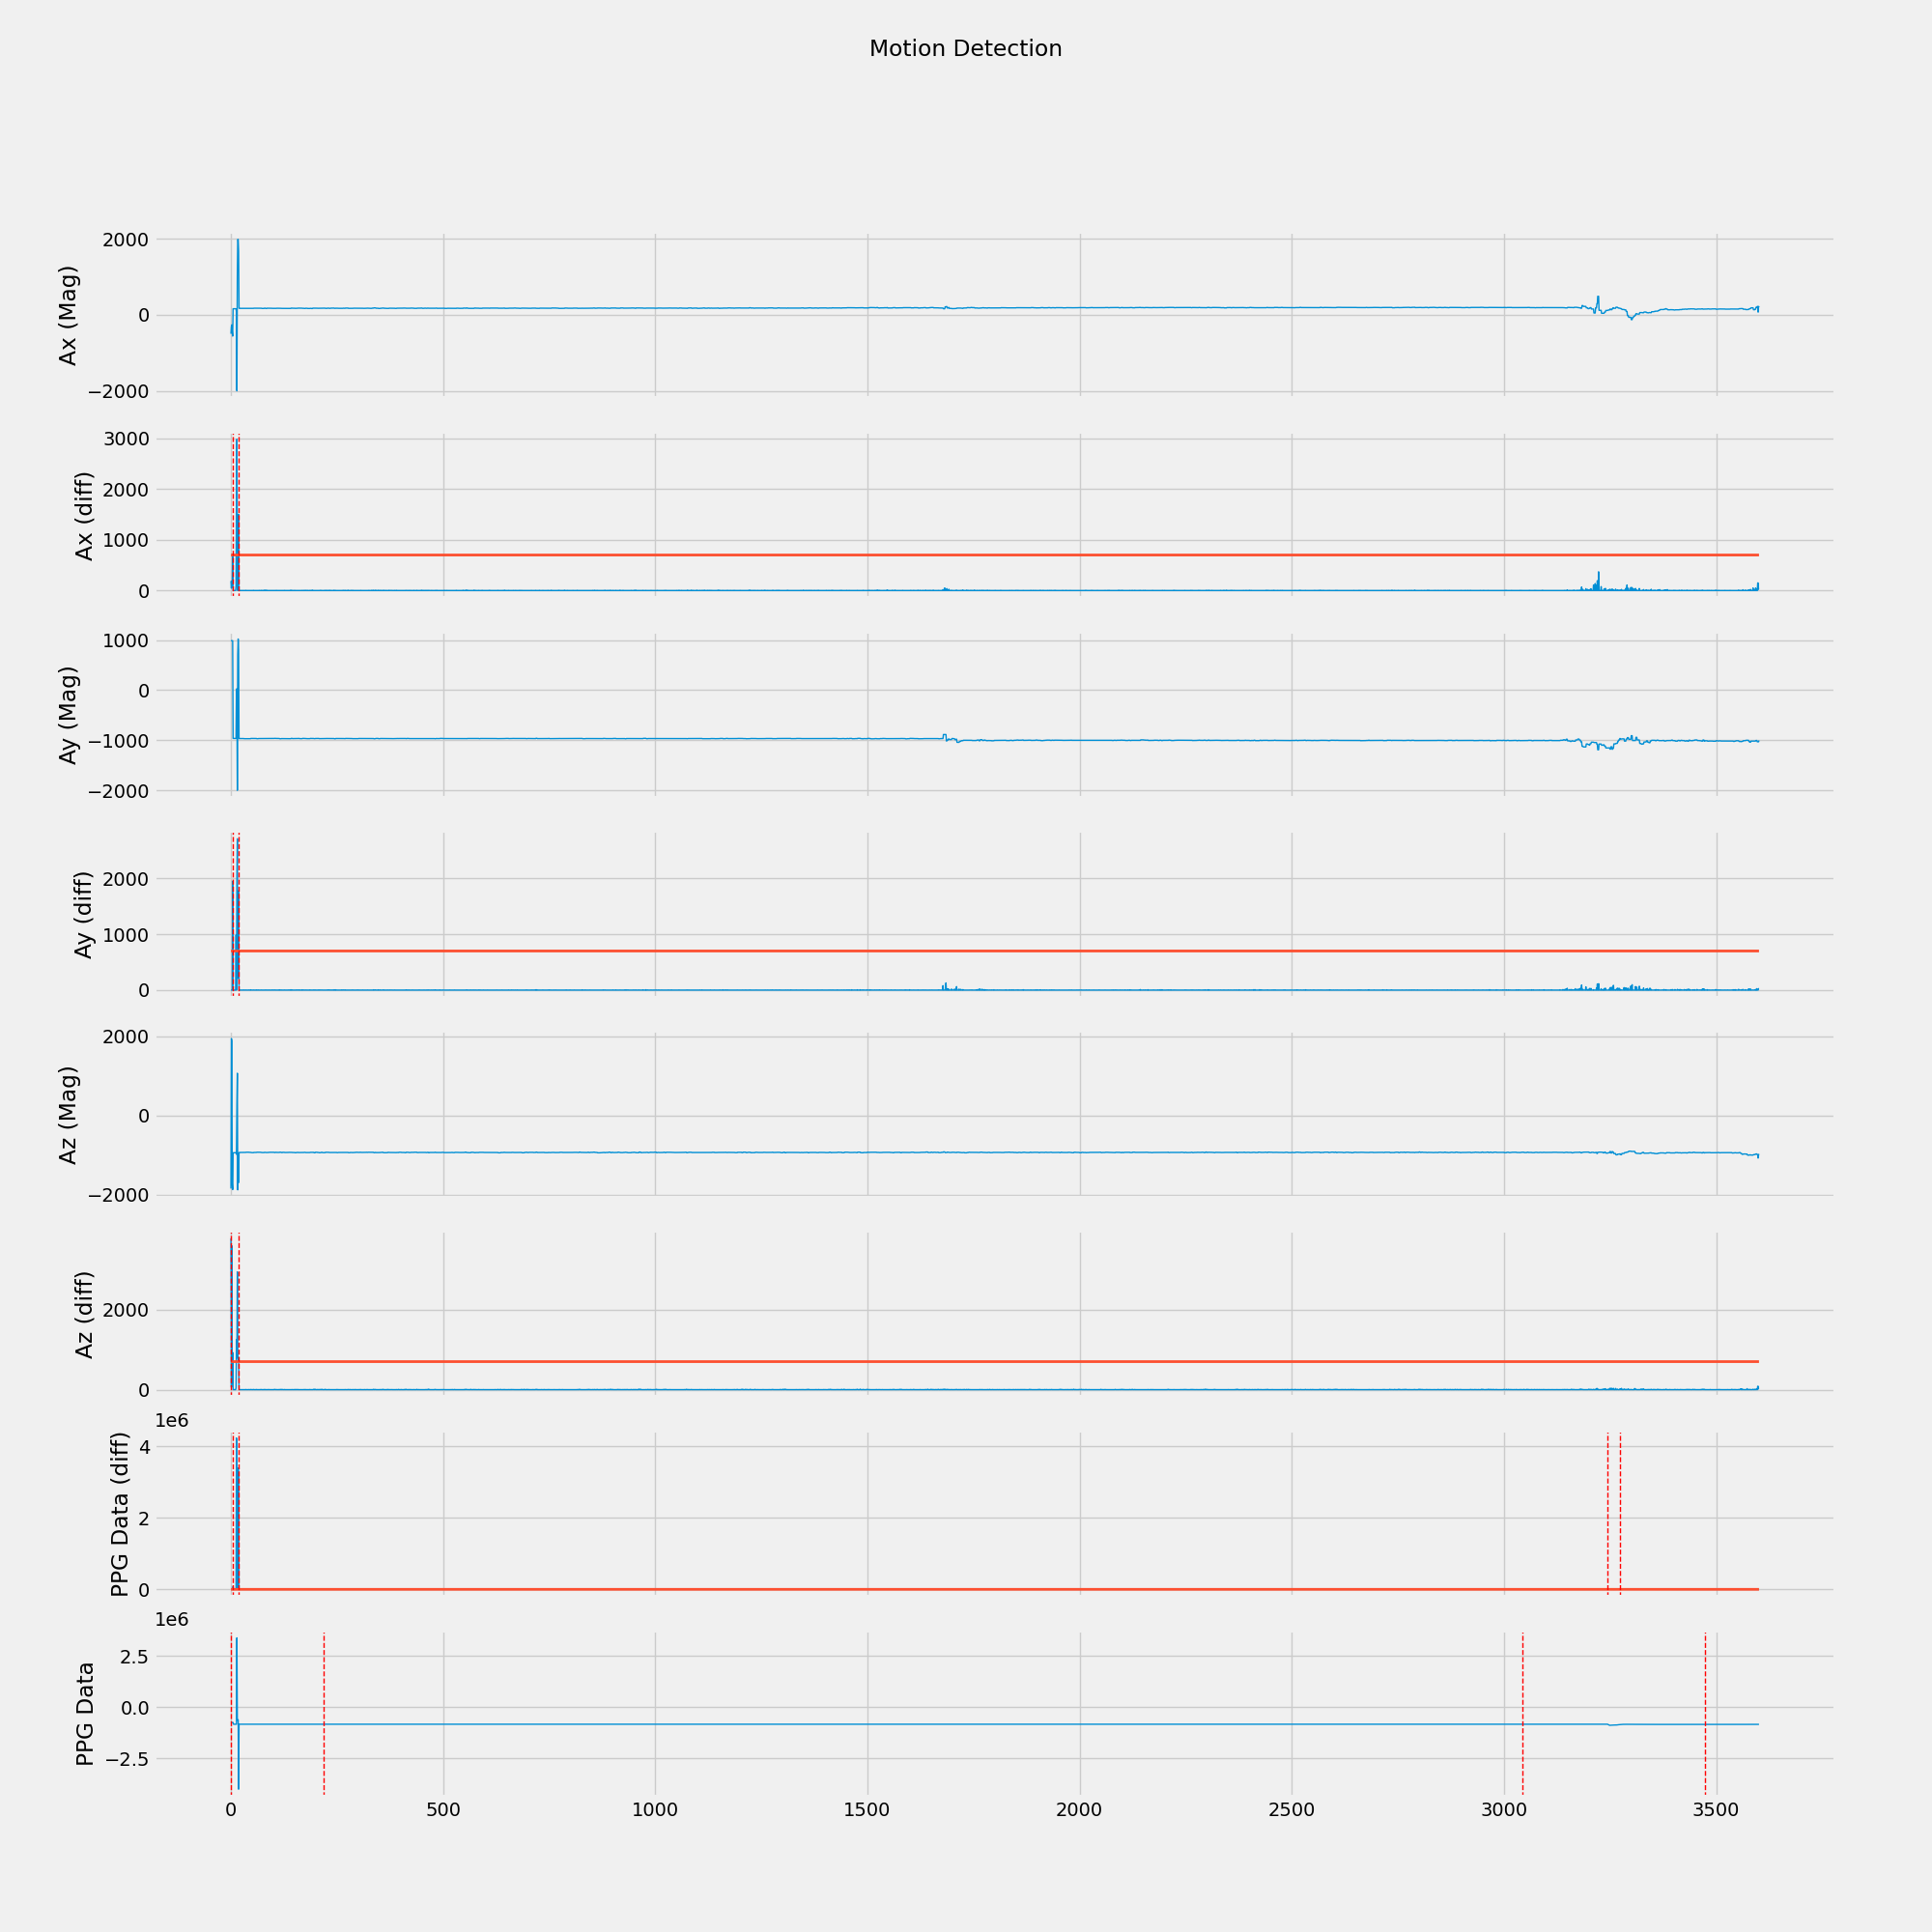 Motion Detection
Ax (Mag)
2000
0
−2000
Ax (diff)
3000
2000
1000
0
Ay (Mag)
1000
0
−1000
−2000
Ay (diff)
2000
1000
0
Az (Mag)
2000
0
−2000
Az (diff)
2000
0
1e6
PPG Data (diff)
4
2
0
1e6
PPG Data
2.5
0.0
−2.5
0 500 1000 1500 2000 2500 3000 3500